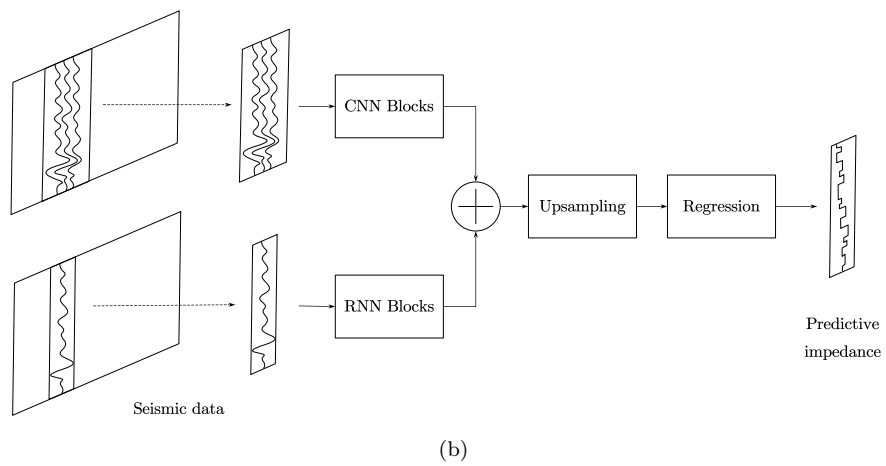 CNN Blocks
Upsampling
Regression
RNN Blocks
Predictive
impedance
Seismic data
(b)